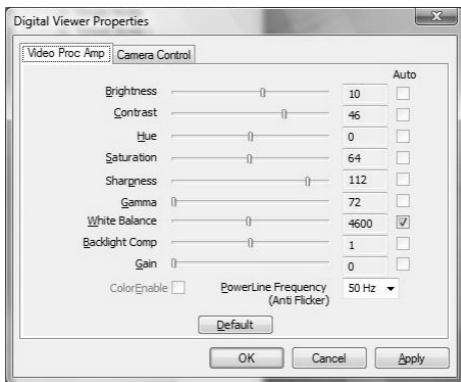 Digital Viewer Properties
Video Proc Amp Camera Control
Auto
Brightness 10
Contrast 46
Hue 0
Saturation 64
Sharpness 112
Gamma 72
White Balance 4600
Backlight Comp 1
Gain 0
ColorEnable PowerLine Frequency (Anti Flicker) 50 Hz
Default
OK Cancel Apply